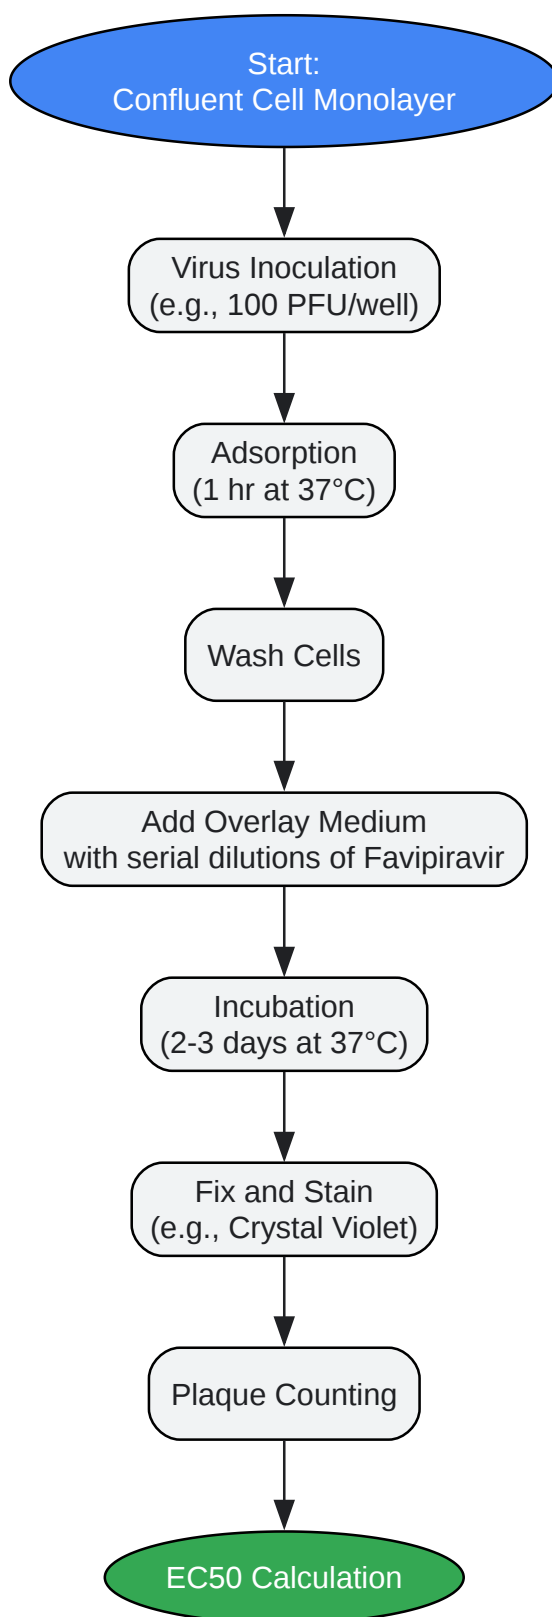 Start:
Confluent Cell Monolayer
Virus Inoculation
(e.g., 100 PFU/well)
Adsorption
(1 hr at 37°C)
Wash Cells
Add Overlay Medium
with serial dilutions of Favipiravir
Incubation
(2-3 days at 37°C)
Fix and Stain
(e.g., Crystal Violet)
Plaque Counting
EC50 Calculation